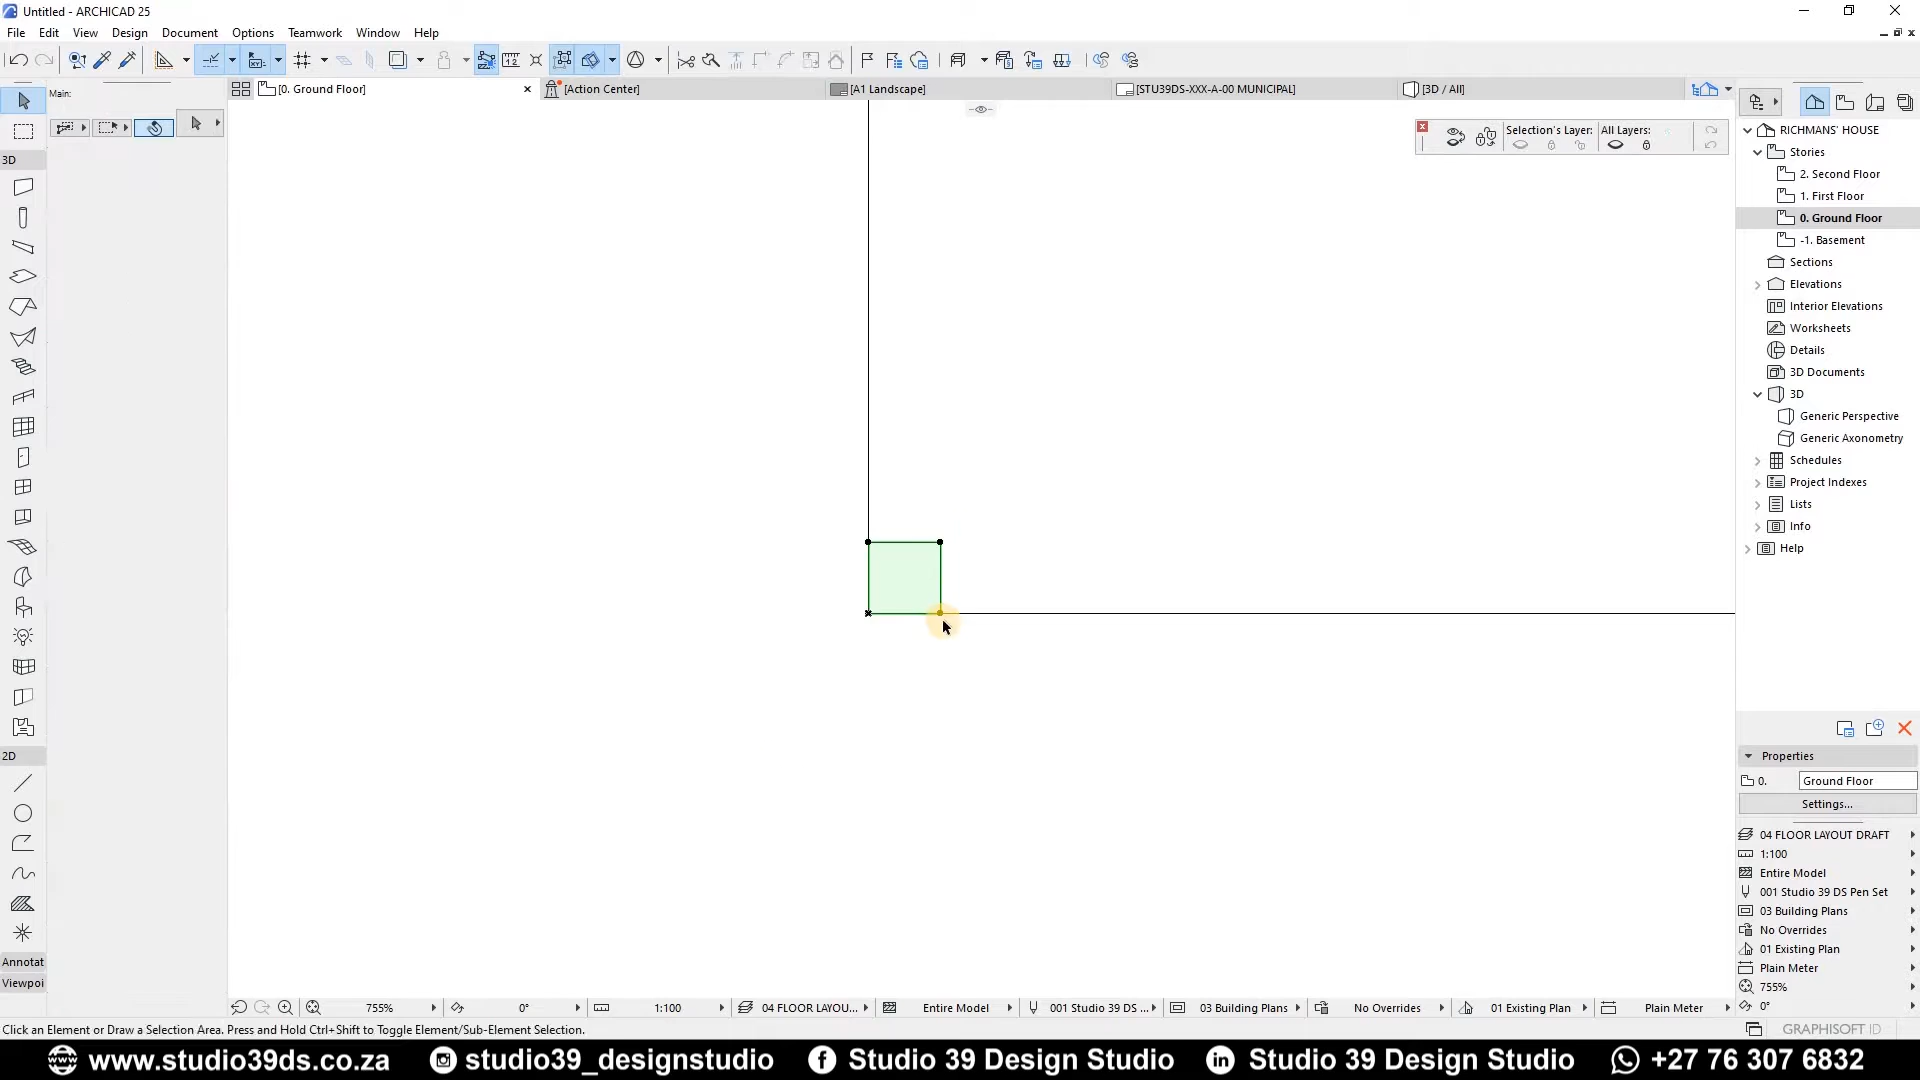 Untitled - ARCHICAD 25
File Edit View Design Document Options Teamwork Window Help
[0. Ground Floor]
[Action Center]
[A1 Landscape]
[STU39DS-XXX-A-00 MUNICIPAL]
[3D / All]
Main:
3D
2D
Annotat
Viewpoi
Selection's Layer: All Layers:
RICHMANS' HOUSE
Stories
2. Second Floor
1. First Floor
0. Ground Floor
-1. Basement
Sections
Elevations
Interior Elevations
Worksheets
Details
3D Documents
3D
Generic Perspective
Generic Axonometry
Schedules
Project Indexes
Lists
Info
Help
Properties
0. Ground Floor
Settings...
04 FLOOR LAYOUT DRAFT
1:100
Entire Model
001 Studio 39 DS Pen Set
03 Building Plans
No Overrides
01 Existing Plan
Plain Meter
755%
0°
755% 0° 1:100 04 FLOOR LAYOU... Entire Model 001 Studio 39 DS ... 03 Building Plans No Overrides 01 Existing Plan Plain Meter
Click an Element or Draw a Selection Area. Press and Hold Ctrl+Shift to Toggle Element/Sub-Element Selection.
GRAPHISOFT ID
www.studio39ds.co.za studio39_designstudio Studio 39 Design Studio Studio 39 Design Studio +27 76 307 6832